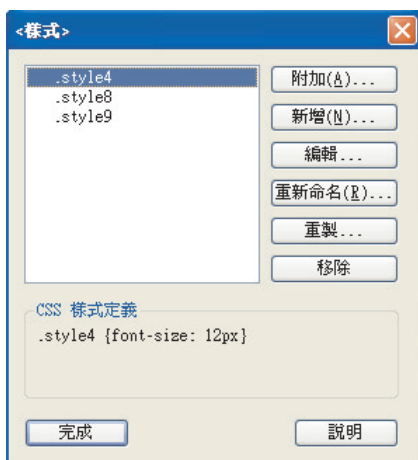 <樣式>
.style4
.style8
.style9
附加(A)...
新增(N)...
編輯...
重新命名(R)...
重製...
移除
CSS 樣式定義
.style4 {font-size: 12px}
完成
說明